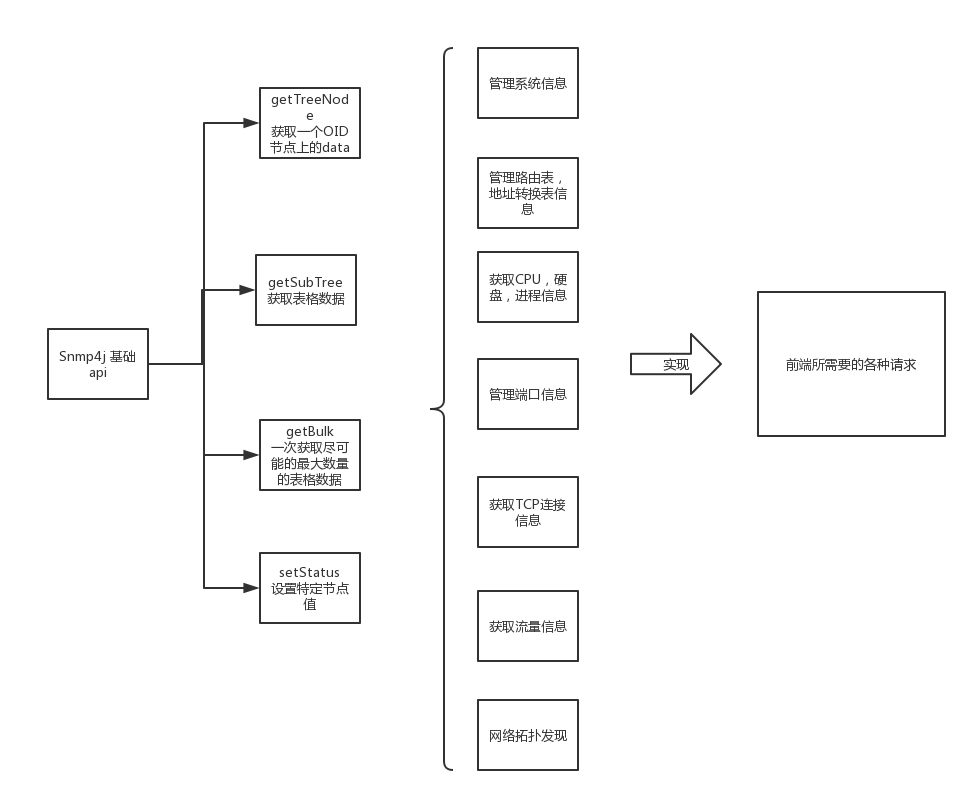 Snmp4j 基础
api
getTreeNod
e
获取一个OID
节点上的data
getSubTree
获取表格数据
getBulk
一次获取尽可
能的最大数量
的表格数据
setStatus
设置特定节点
值
管理系统信息
管理路由表，
地址转换表信
息
获取CPU，硬
盘，进程信息
管理端口信息
获取TCP连接
信息
获取流量信息
网络拓扑发现
实现
前端所需要的各种请求